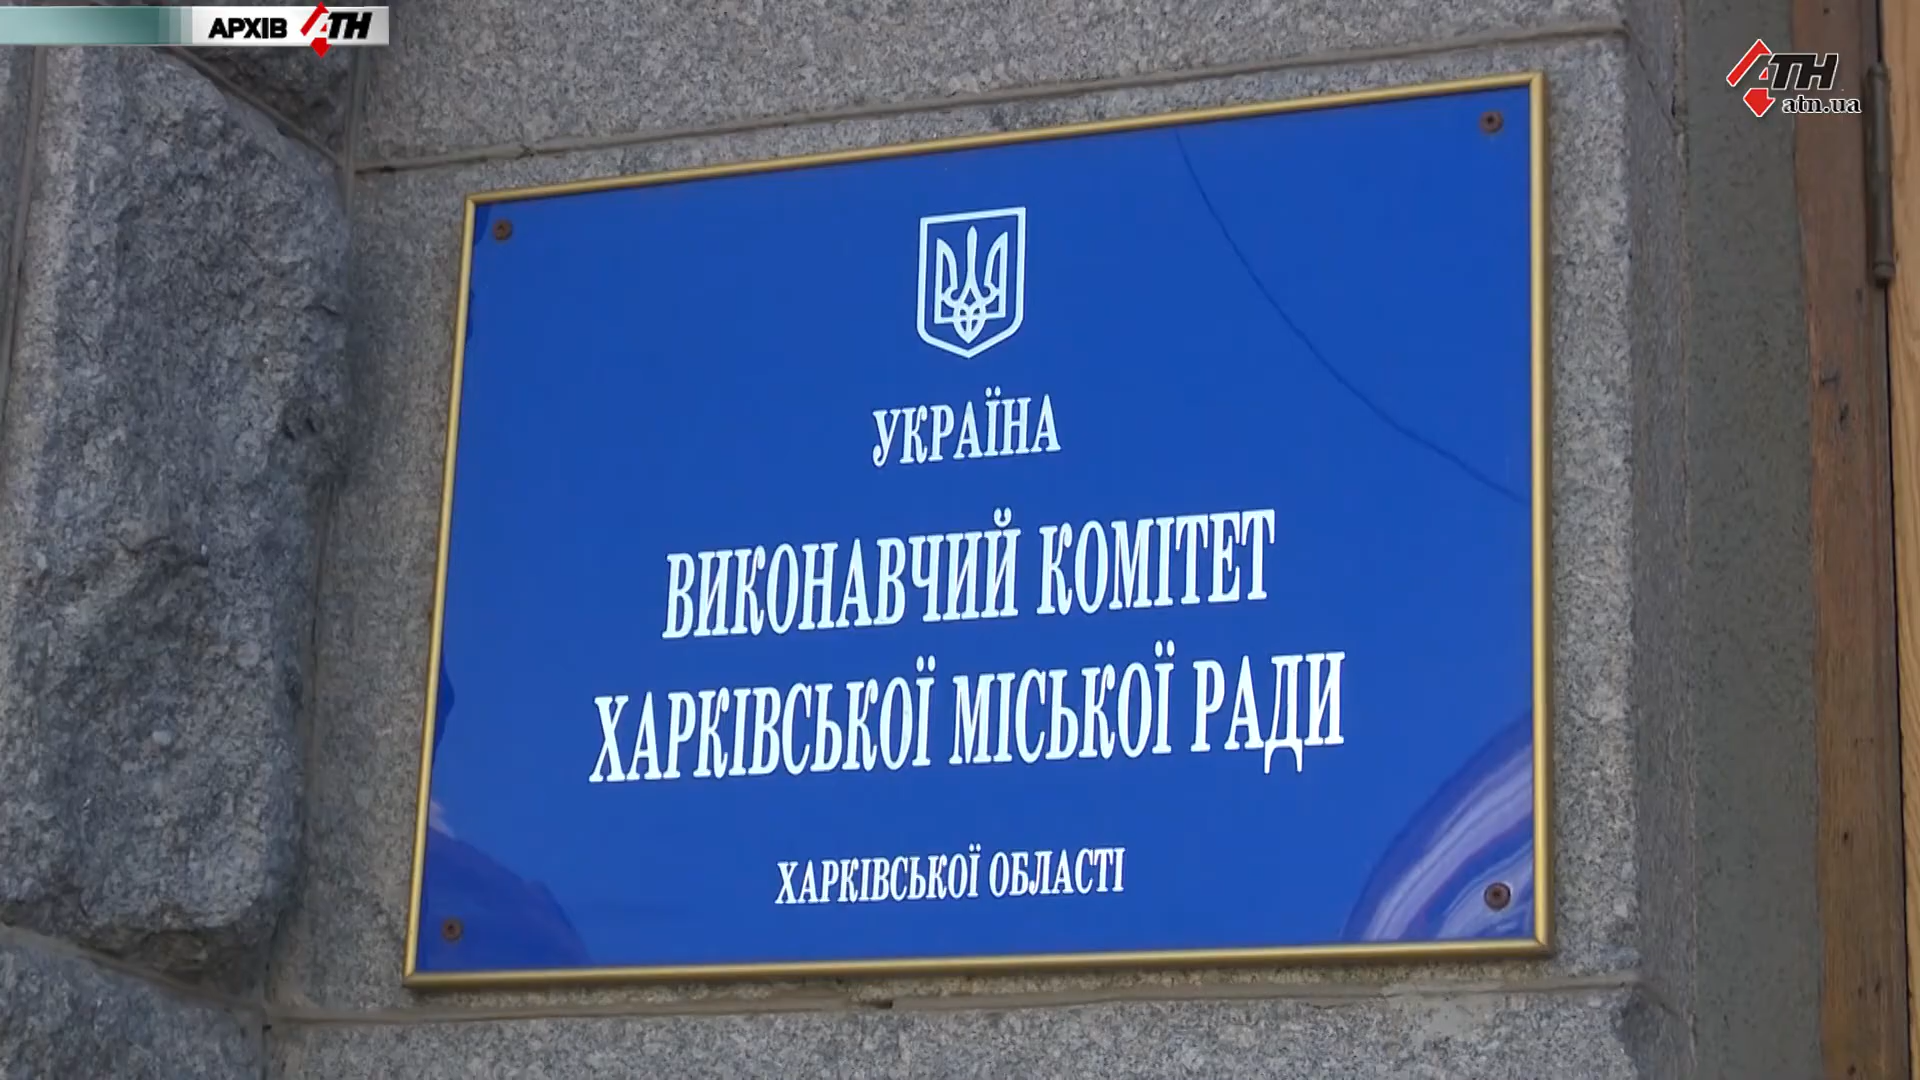 АРХІВ АТН
АТН
atn.ua
УКРАЇНА
ВИКОНАВЧИЙ КОМІТЕТ
ХАРКІВСЬКОЇ МІСЬКОЇ РАДИ
ХАРКІВСЬКОЇ ОБЛАСТІ